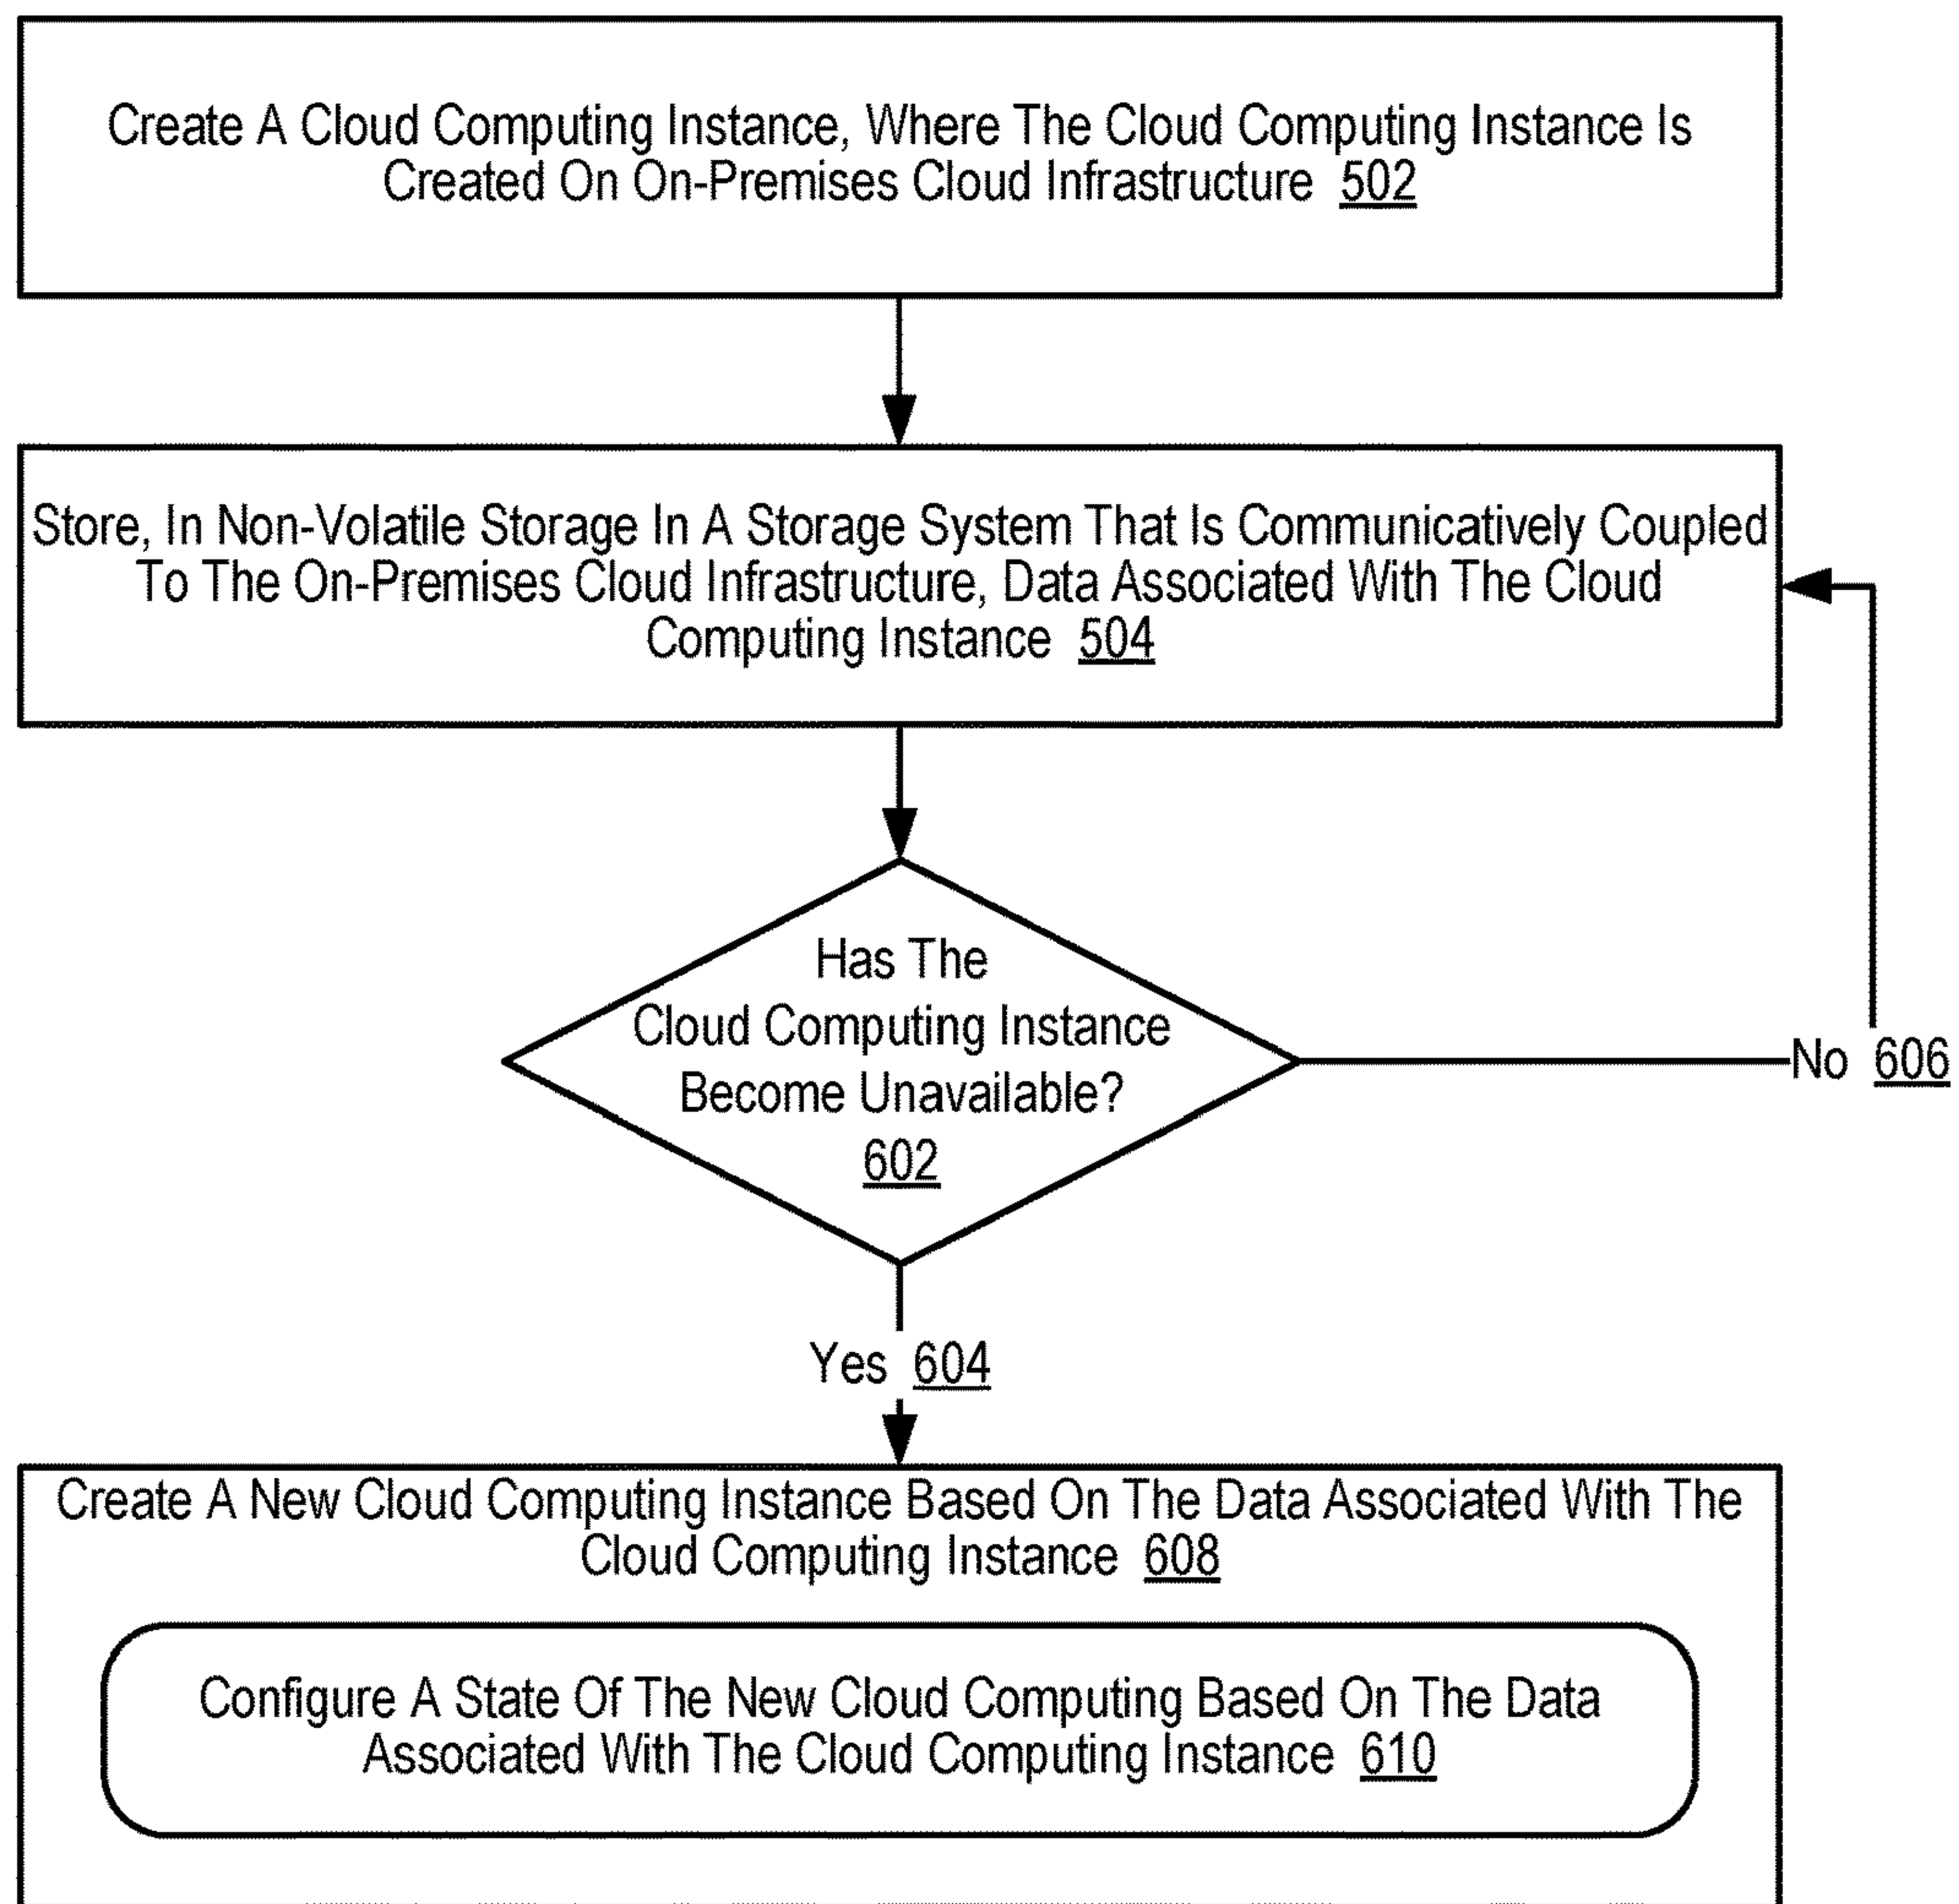 Create A Cloud Computing Instance, Where The Cloud Computing Instance Is
Created On On-Premises Cloud Infrastructure 502
Store, In Non-Volatile Storage In A Storage System That Is Communicatively Coupled
To The On-Premises Cloud Infrastructure, Data Associated With The Cloud
Computing Instance 504
Has The
Cloud Computing Instance
Become Unavailable?
602
No 606
Yes 604
Create A New Cloud Computing Instance Based On The Data Associated With The
Cloud Computing Instance 608
Configure A State Of The New Cloud Computing Based On The Data
Associated With The Cloud Computing Instance 610